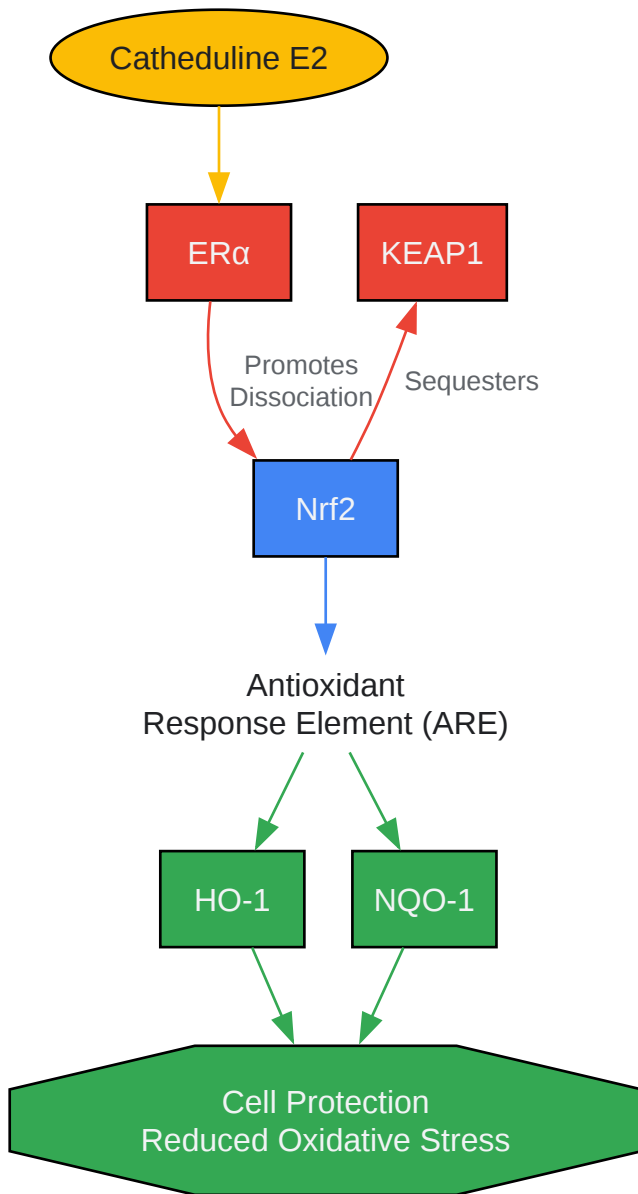 Catheduline E2
ERα
KEAP1
Promotes
Dissociation
Sequesters
Nrf2
Antioxidant
Response Element (ARE)
HO-1
NQO-1
Cell Protection
Reduced Oxidative Stress